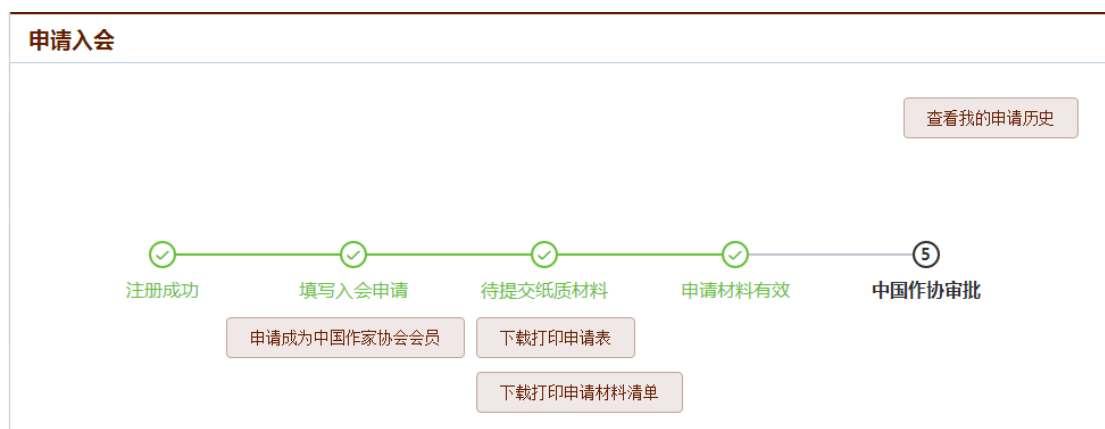 申请入会
查看我的申请历史
5
注册成功
填写入会申请
待提交纸质材料
申请材料有效
中国作协审批
申请成为中国作家协会会员
下载打印申请表
下载打印申请材料清单